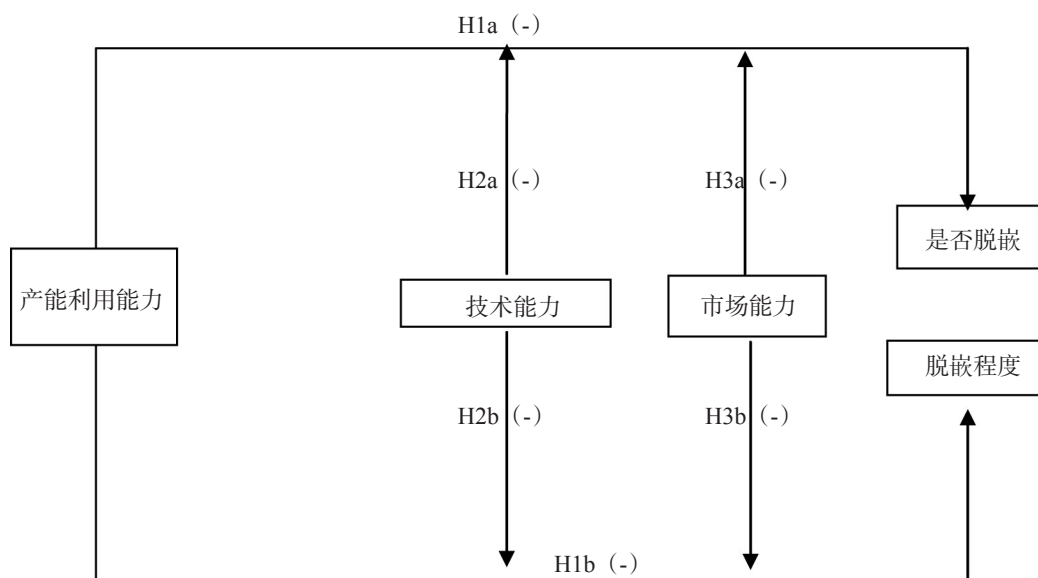 H1a（-）
H2a（-）
H3a（-）
是否脱嵌
产能利用能力
技术能力
市场能力
脱嵌程度
H2b（-）
H3b（-）
H1b（-）